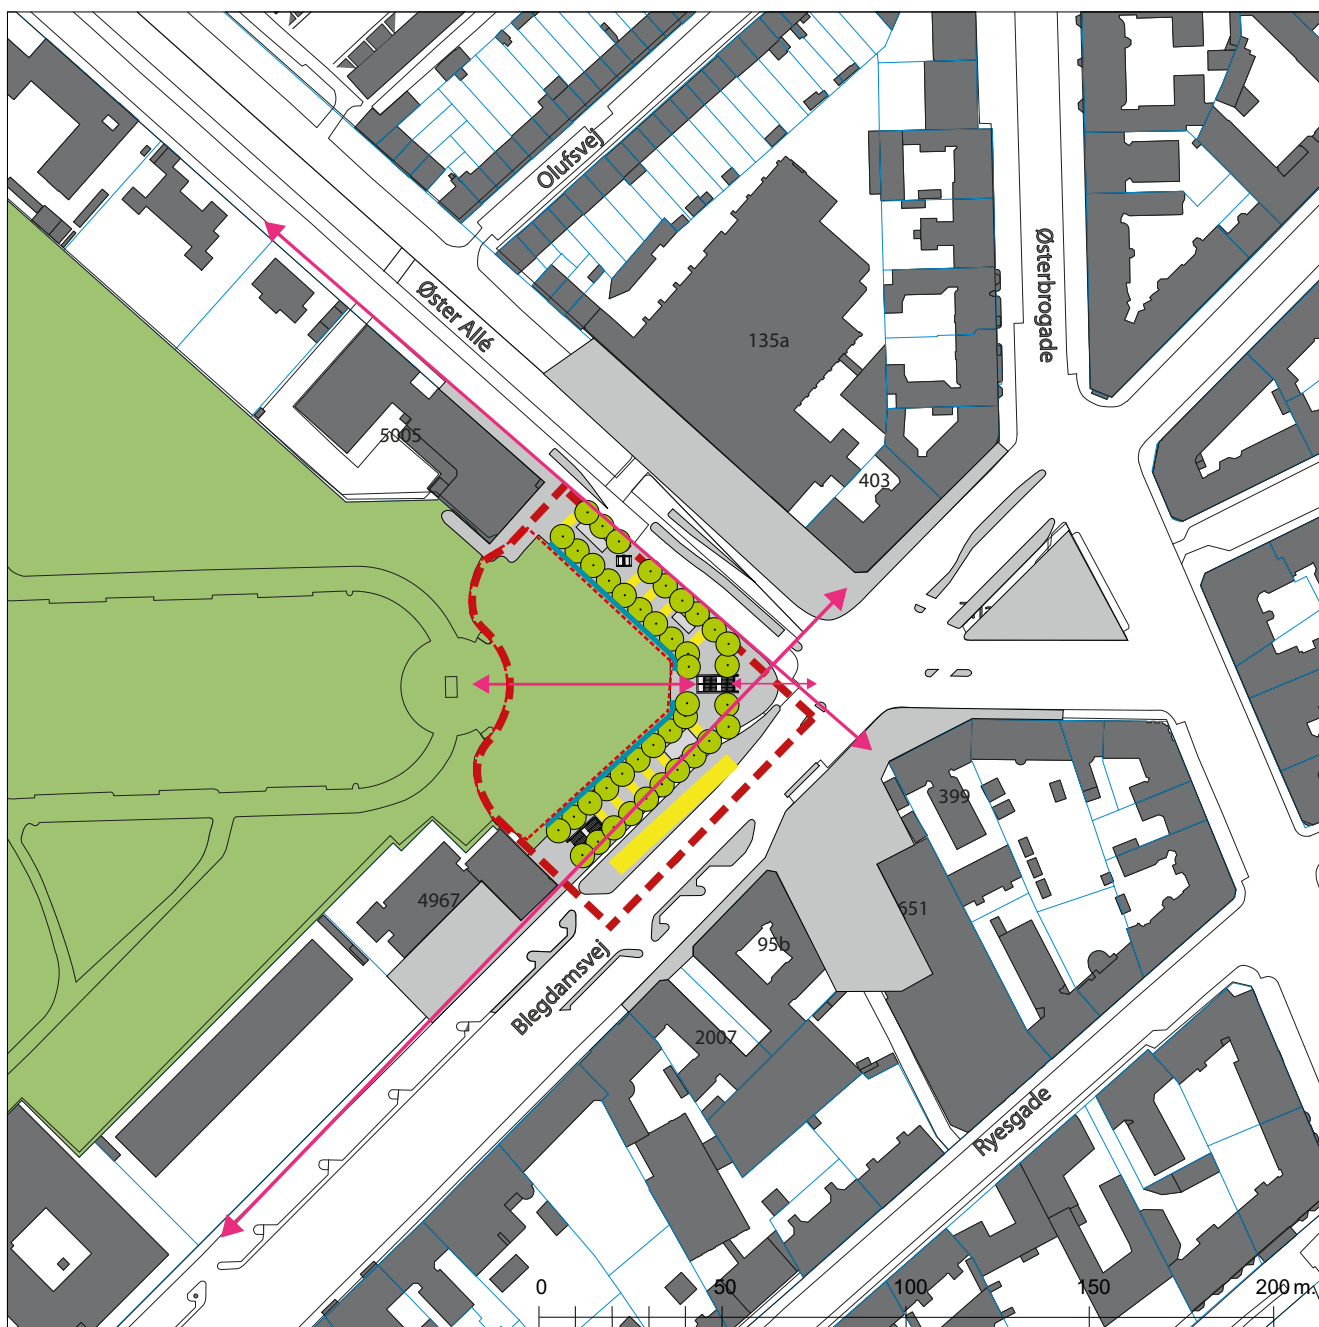 Olufsvej
Østerbrogade
Øster Allé
135a
5005
403
399
4967
651
95b
Blegdamsvej
2007
Ryesgade
0 50 100 150 200 m.